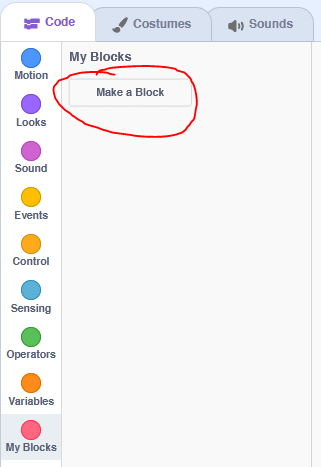 Code
Costumes
Sounds
My Blocks
Make a Block
Motion
Looks
Sound
Events
Control
Sensing
Operators
Variables
My Blocks